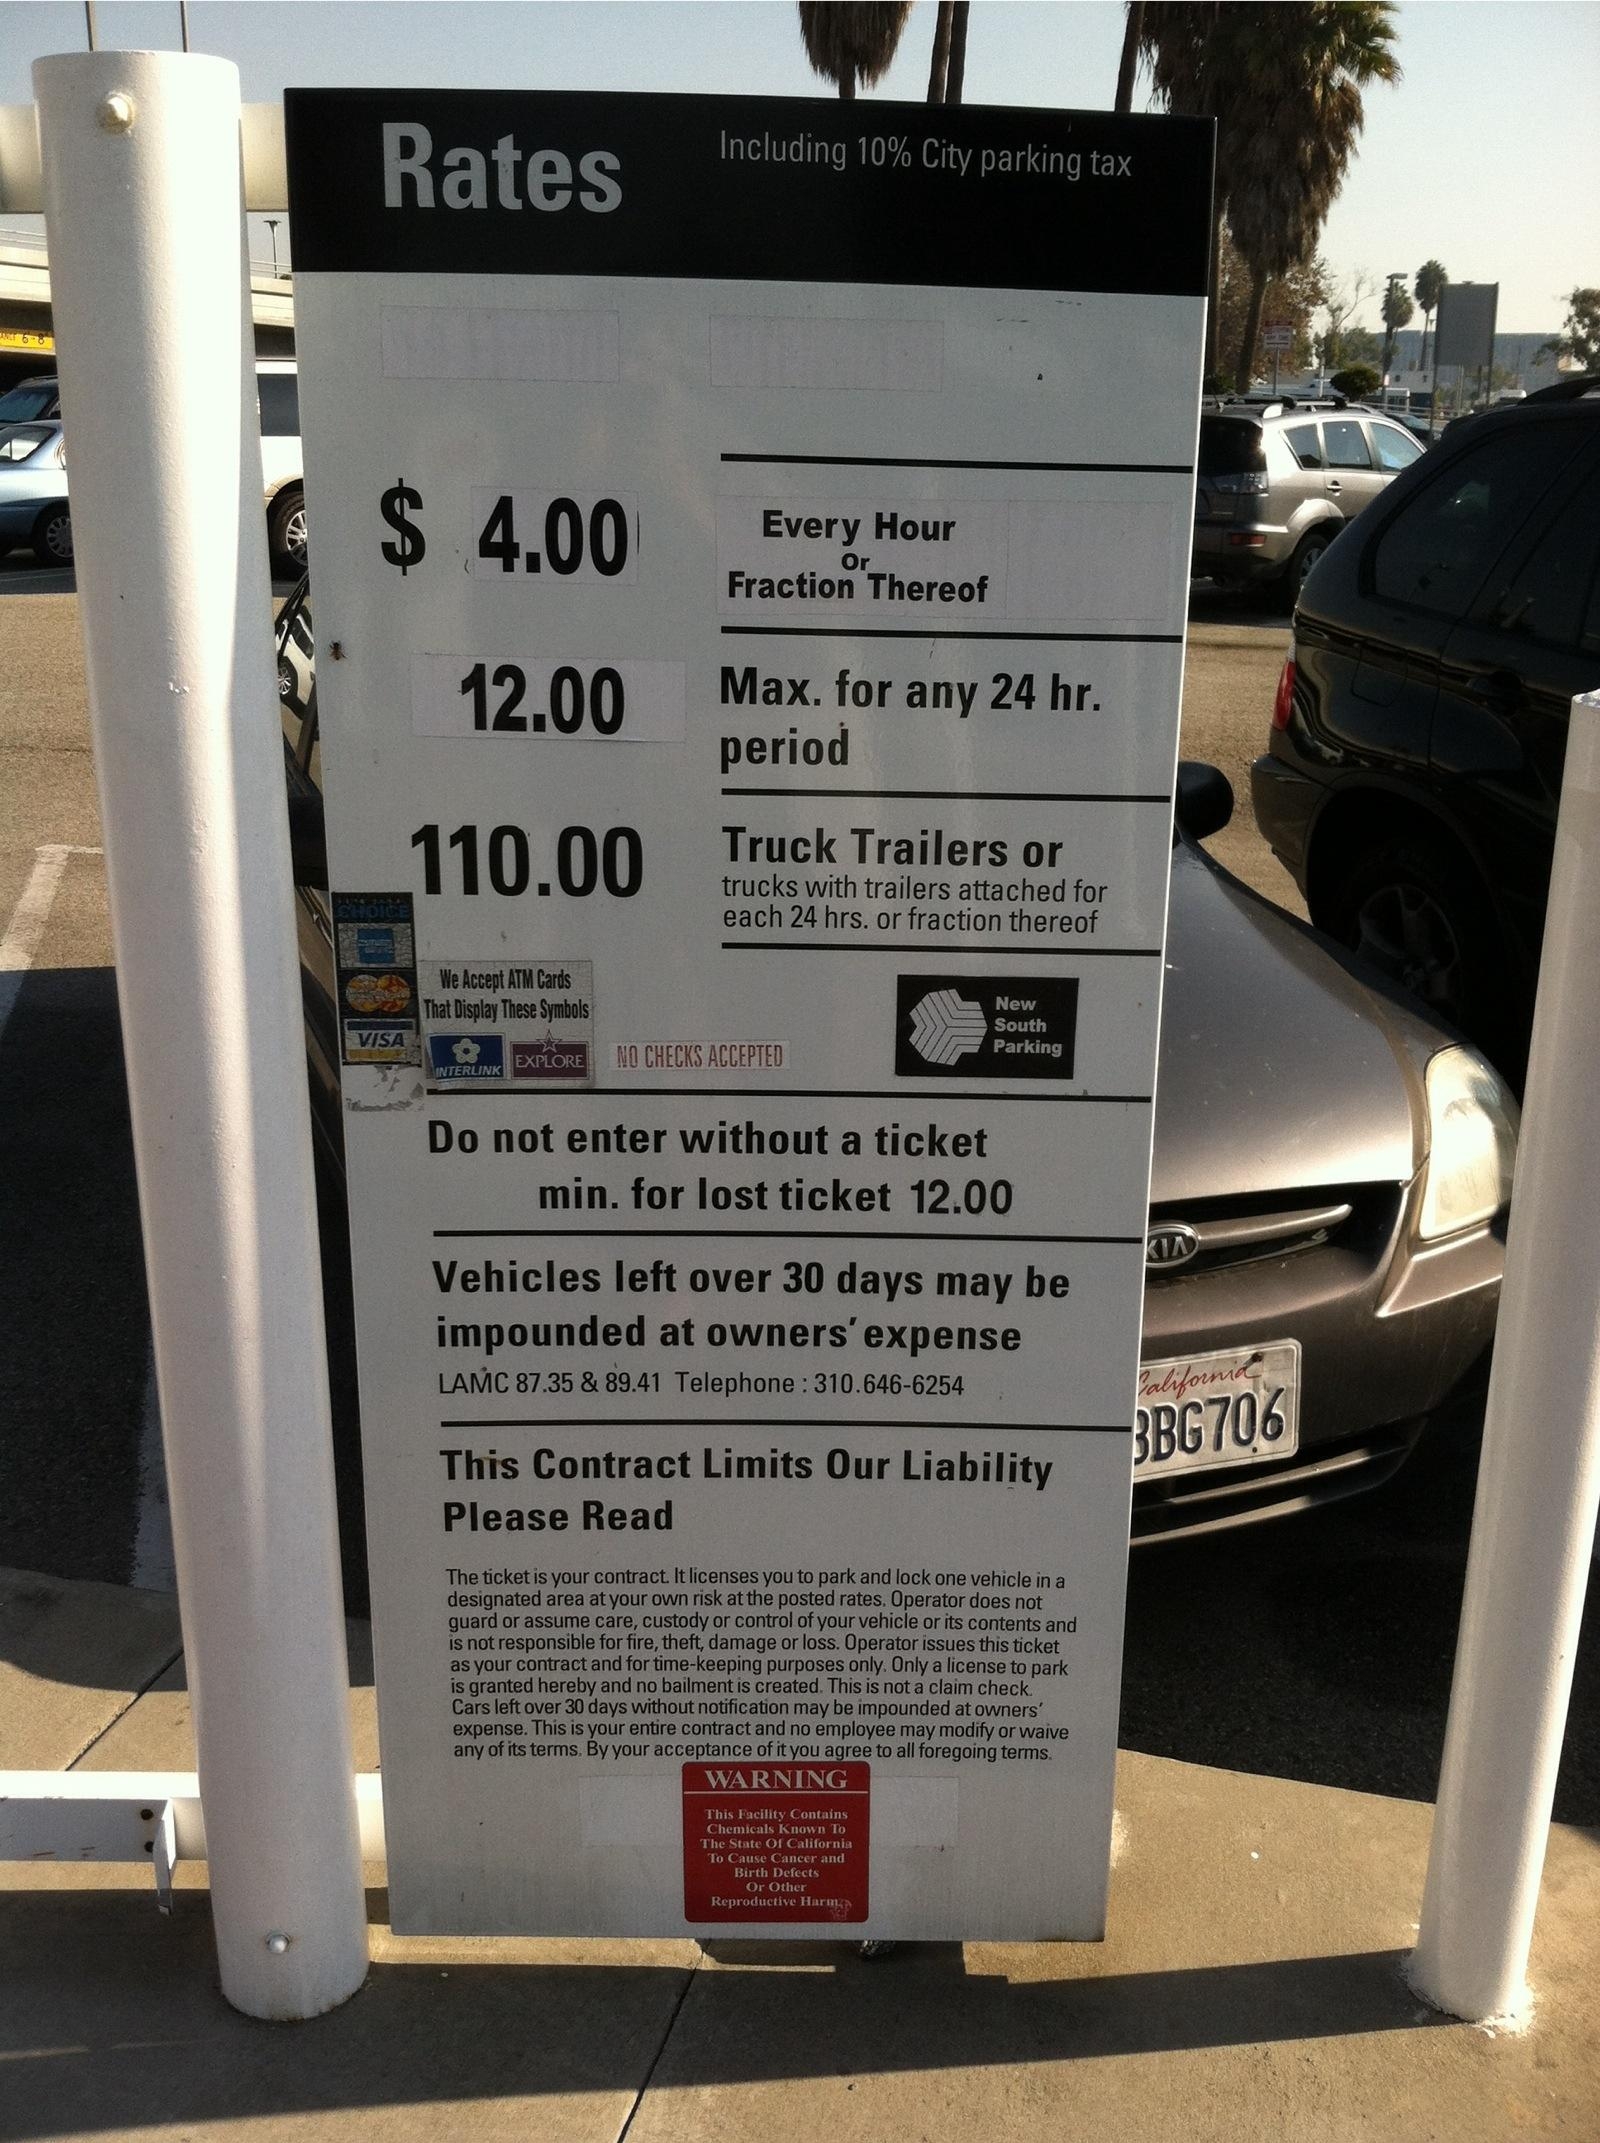 Rates Including 10% City parking tax
$ 4.00 Every Hour
Or
Fraction Thereof
12.00 Max. for any 24 hr.
period
110.00 Truck Trailers or
trucks with trailers attached for
each 24 hrs. or fraction thereof
CHOICE
VISA
We Accept ATM Cards
That Display These Symbols
INTERLINK
EXPLORE
NO CHECKS ACCEPTED
New
South
Parking
Do not enter without a ticket
min. for lost ticket 12.00
Vehicles left over 30 days may be
impounded at owners' expense
LAMC 87.35 & 89.41 Telephone : 310.646-6254
This Contract Limits Our Liability
Please Read
The ticket is your contract. It licenses you to park and lock one vehicle in a
designated area at your own risk at the posted rates. Operator does not
guard or assume care, custody or control of your vehicle or its contents and
is not responsible for fire, theft, damage or loss. Operator issues this ticket
as your contract and for time-keeping purposes only. Only a license to park
is granted hereby and no bailment is created. This is not a claim check.
Cars left over 30 days without notification may be impounded at owners'
expense. This is your entire contract and no employee may modify or waive
any of its terms. By your acceptance of it you agree to all foregoing terms.
WARNING
This Facility Contains
Chemicals Known To
The State Of California
To Cause Cancer and
Birth Defects
Or Other
Reproductive Harm
KIA
California
BBG706
6-8